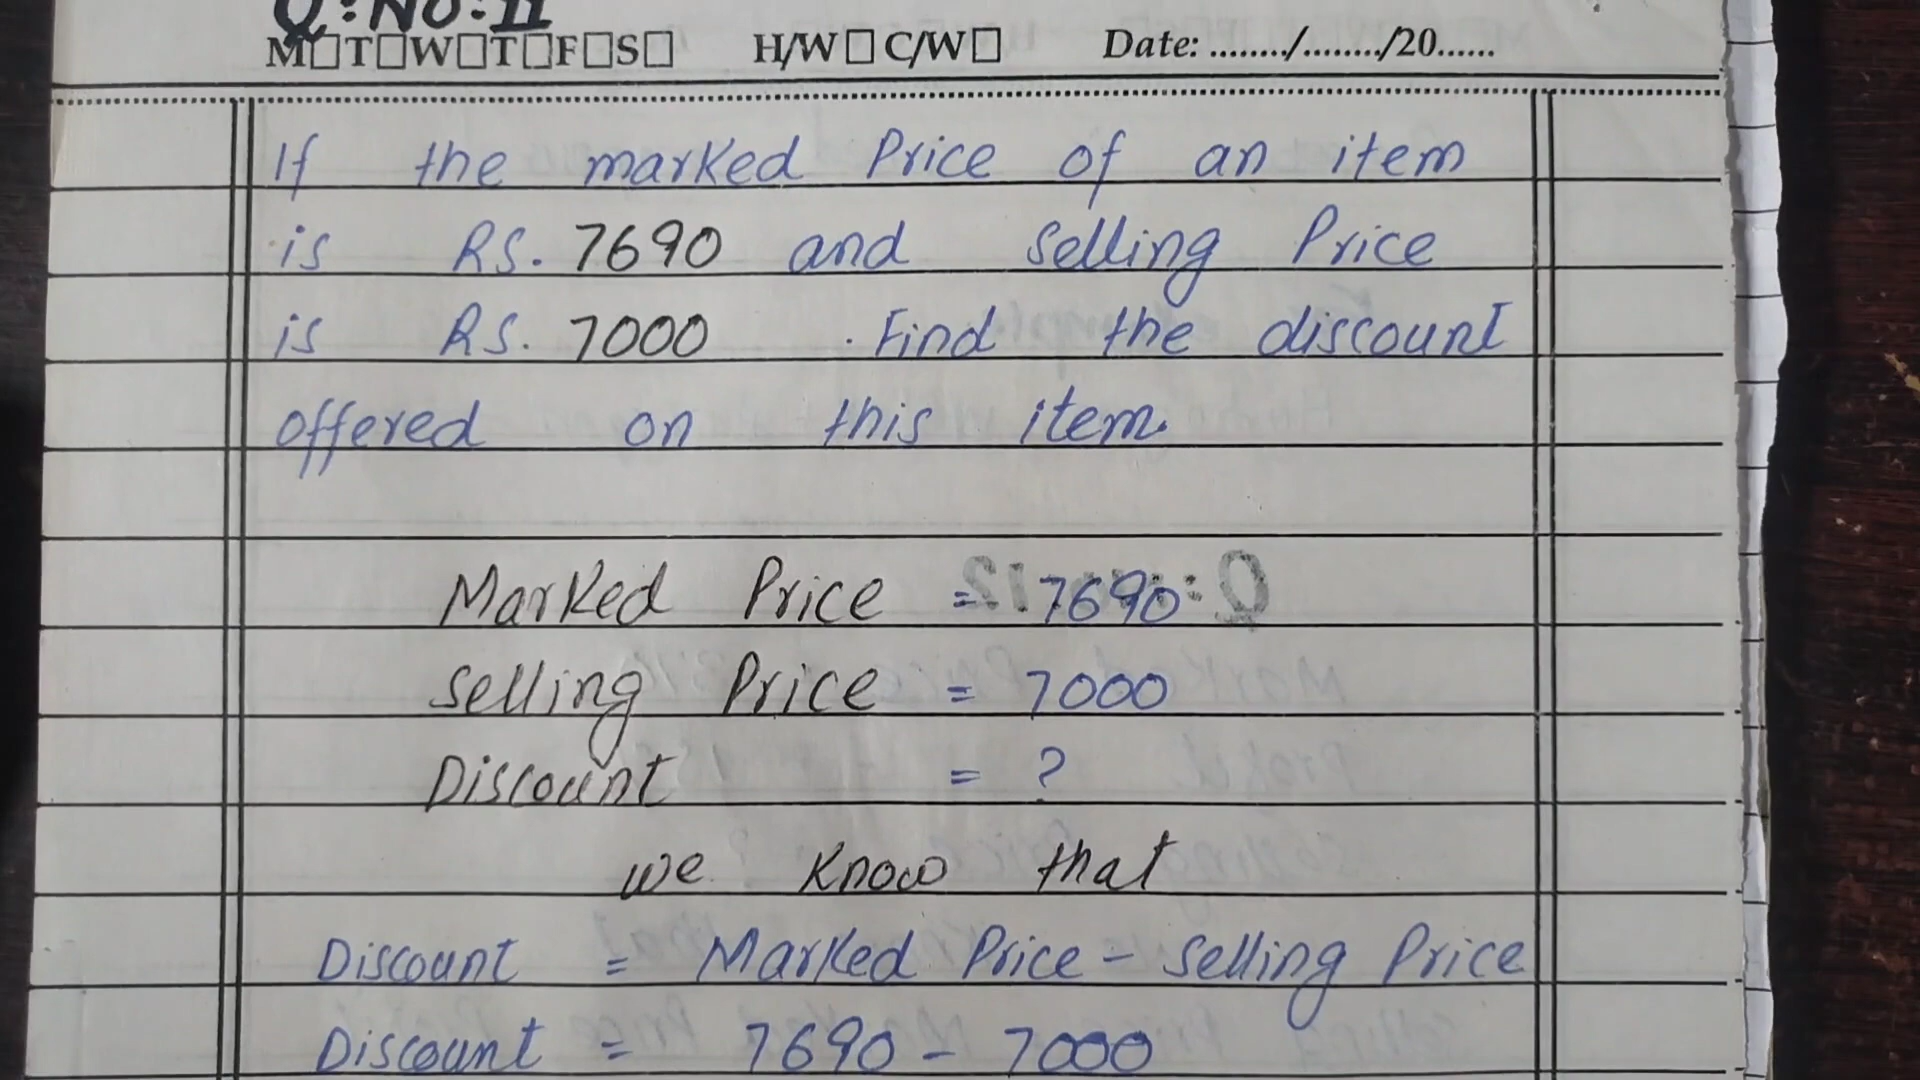 Q:NO:11
M□T□W□T□F□S□ H/W□ C/W□ Date: ......../......../20......
If the marked Price of an item
is RS. 7690 and selling Price
is RS. 7000 . Find the discount
offered on this item.
Marked Price = 7690
Selling Price = 7000
Discount = ?
we know that
Discount = Marked Price - Selling Price
Discount = 7690 - 7000